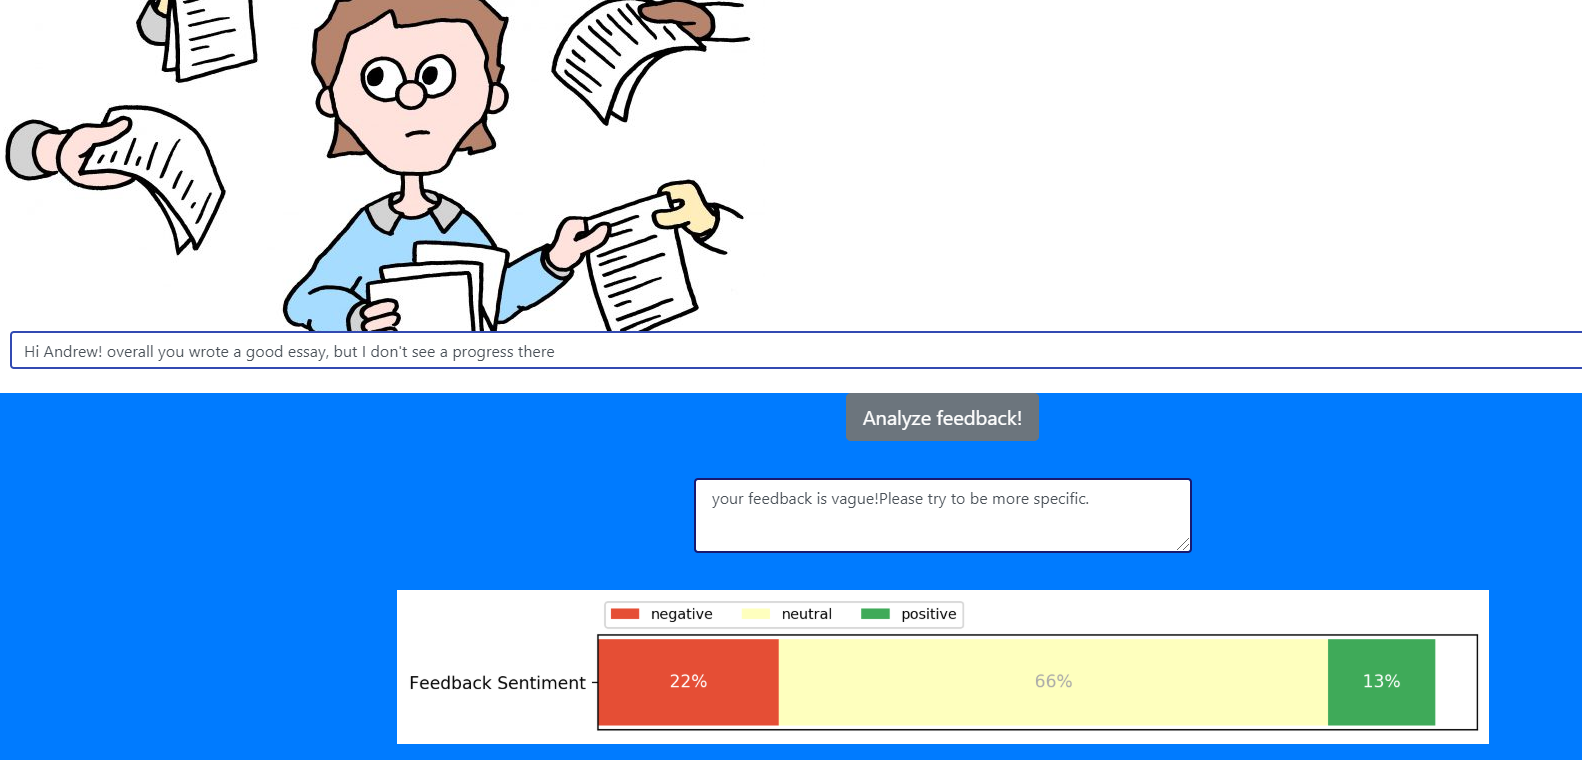 Hi Andrew! overall you wrote a good essay, but I don't see a progress there
Analyze feedback!
your feedback is vague!Please try to be more specific.
negative neutral positive
Feedback Sentiment 22% 66% 13%